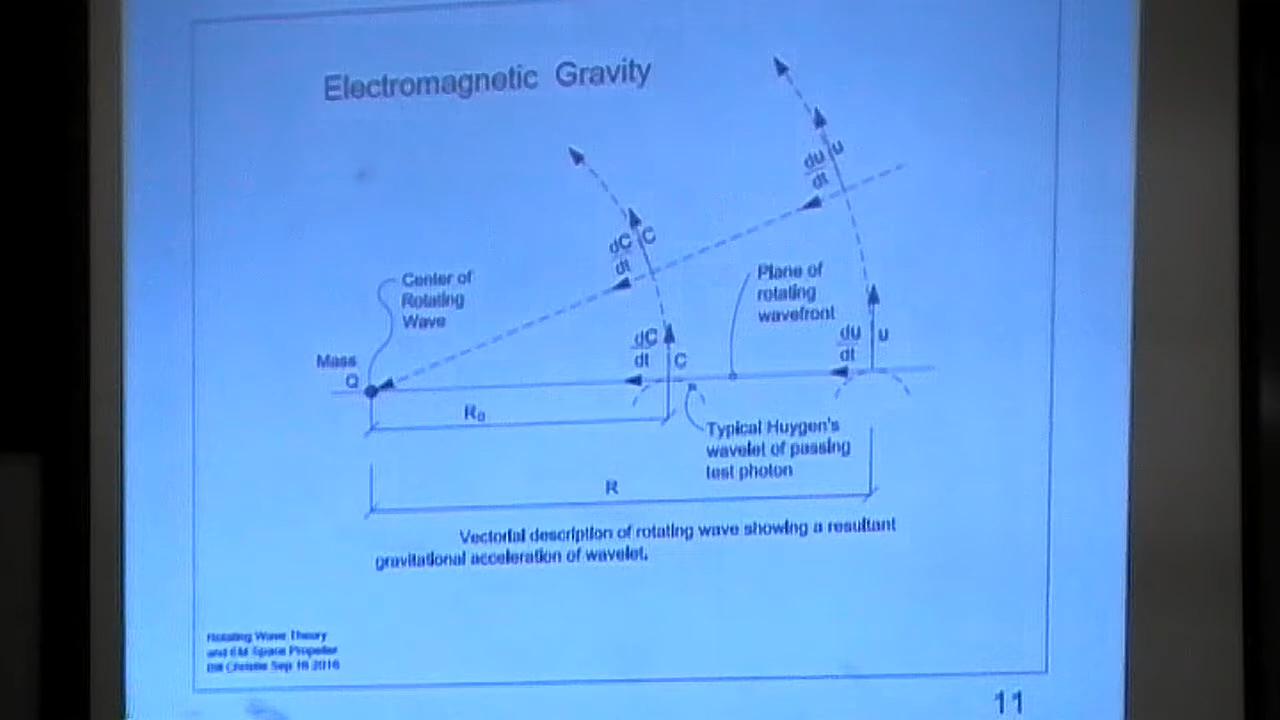 Electromagnetic Gravity
du
dt
u
dC
dt
C
Center of
Rotating
Wave
Plane of
rotating
wavefront
Mass
Q
dC
dt
C
du
dt
u
Ro
Typical Huygen's
wavelet of passing
test photon
R
Vectorial description of rotating wave showing a resultant
gravitational acceleration of wavelet.
Rotating Wave Theory
and EM Space Propeller
Bill Christie Sep 18 2016
11